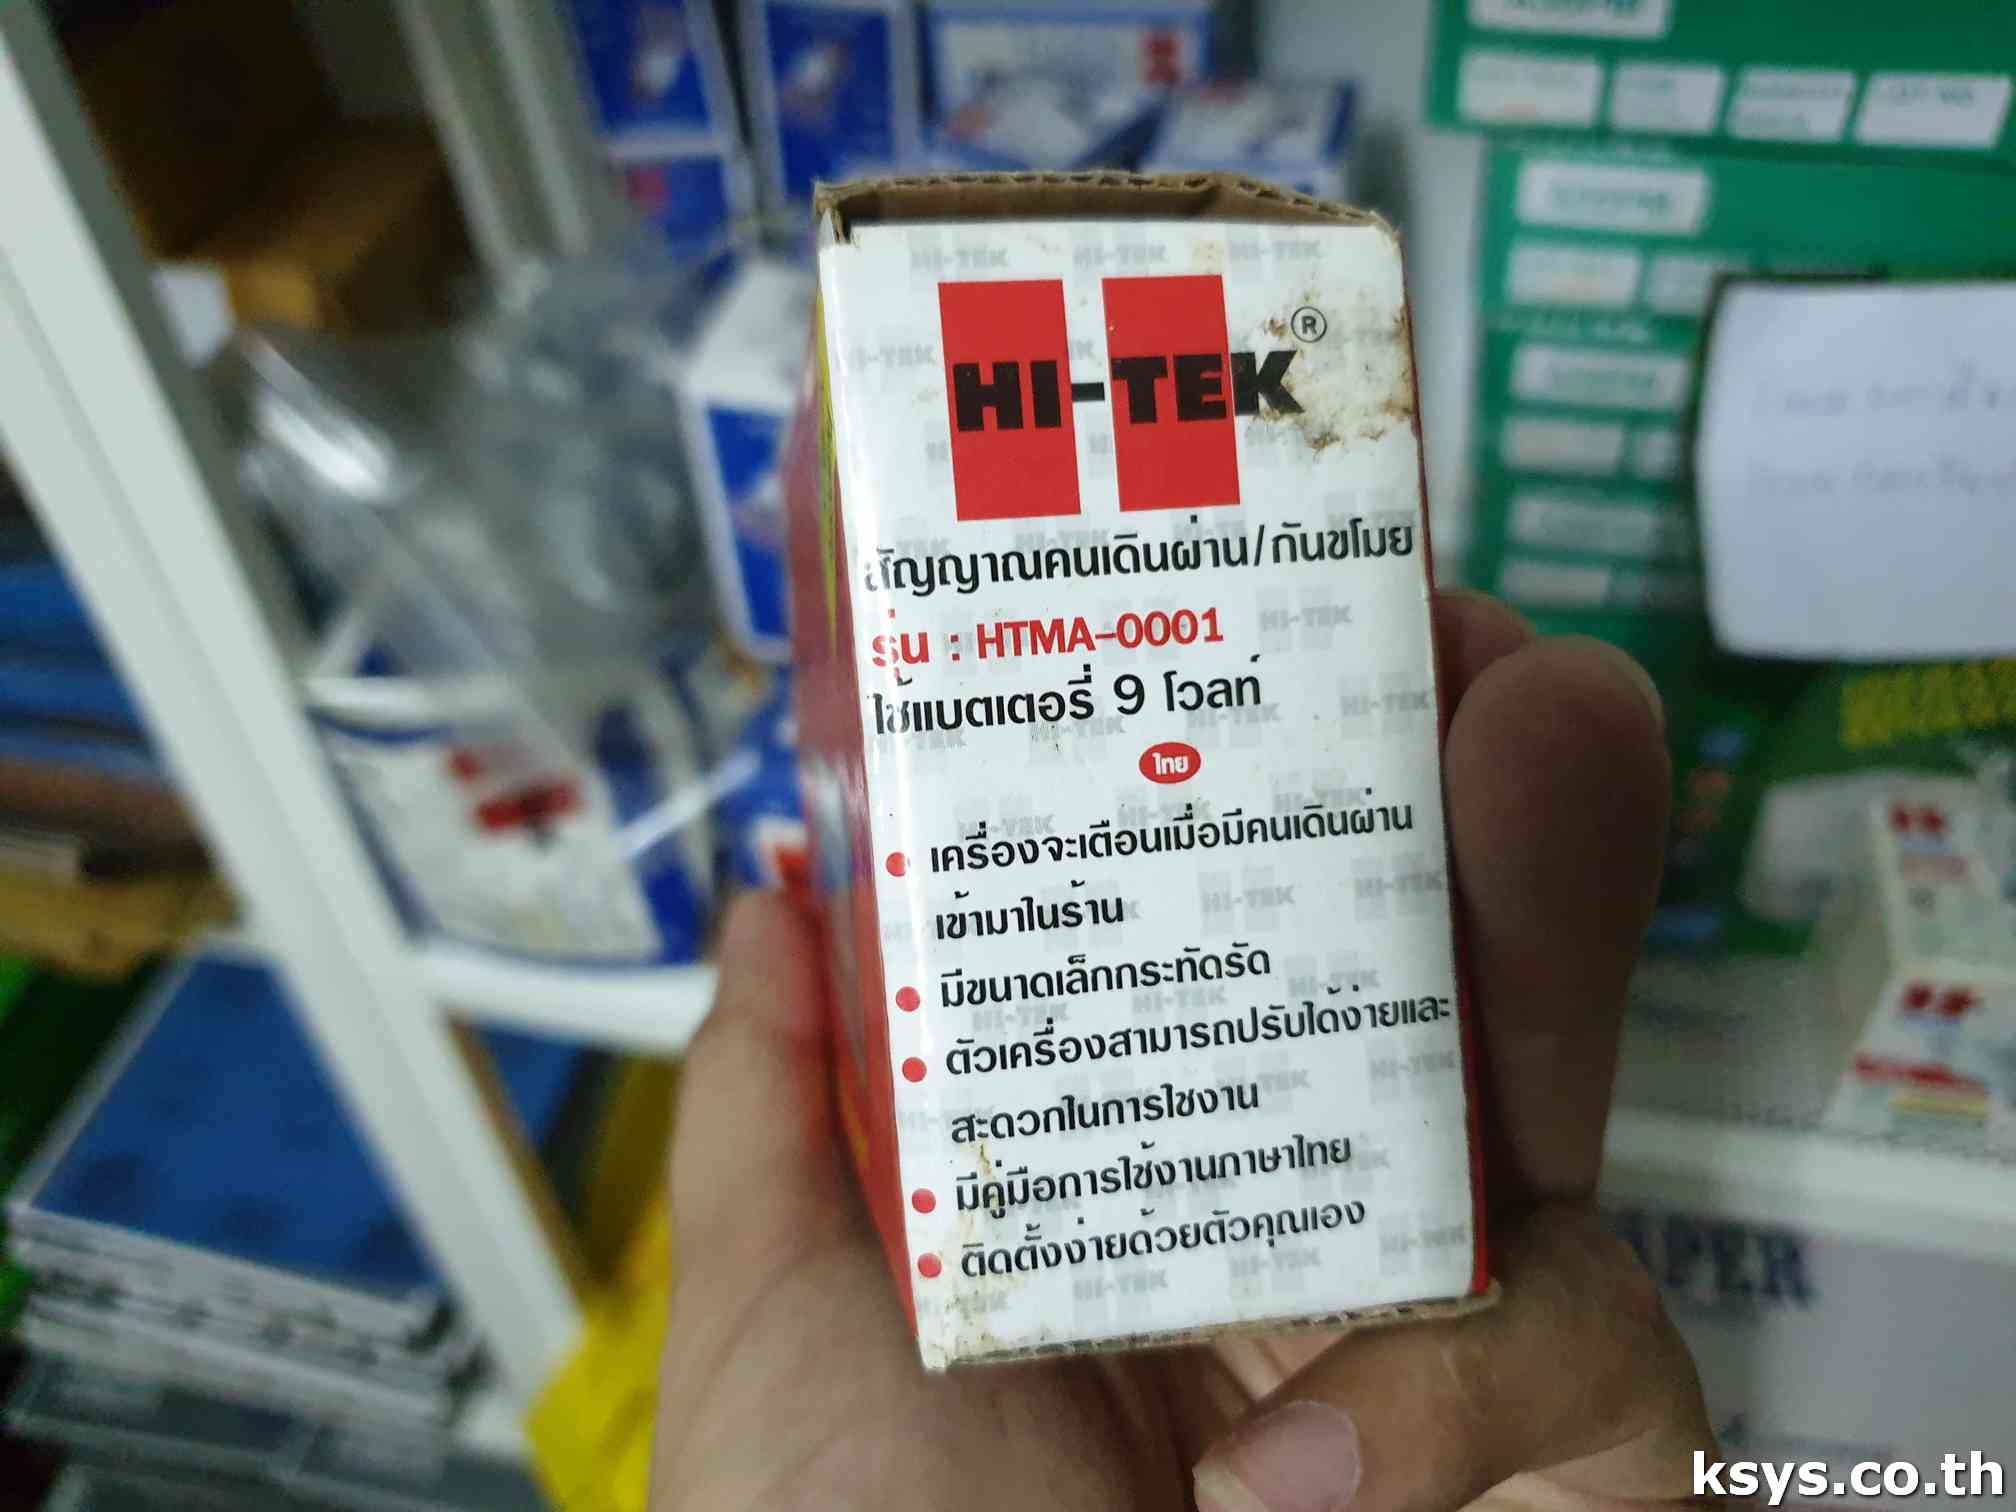 HI-TEK®
สัญญาณคนเดินผ่าน/กันขโมย
รุ่น : HTMA-0001
ใช้แบตเตอรี่ 9 โวลท์
ไทย
เครื่องจะเตือนเมื่อมีคนเดินผ่าน
เข้ามาในร้าน
มีขนาดเล็กกระทัดรัด
ตัวเครื่องสามารถปรับได้ง่ายและ
สะดวกในการใช้งาน
มีคู่มือการใช้งานภาษาไทย
ติดตั้งง่ายด้วยตัวคุณเอง
ksys.co.th